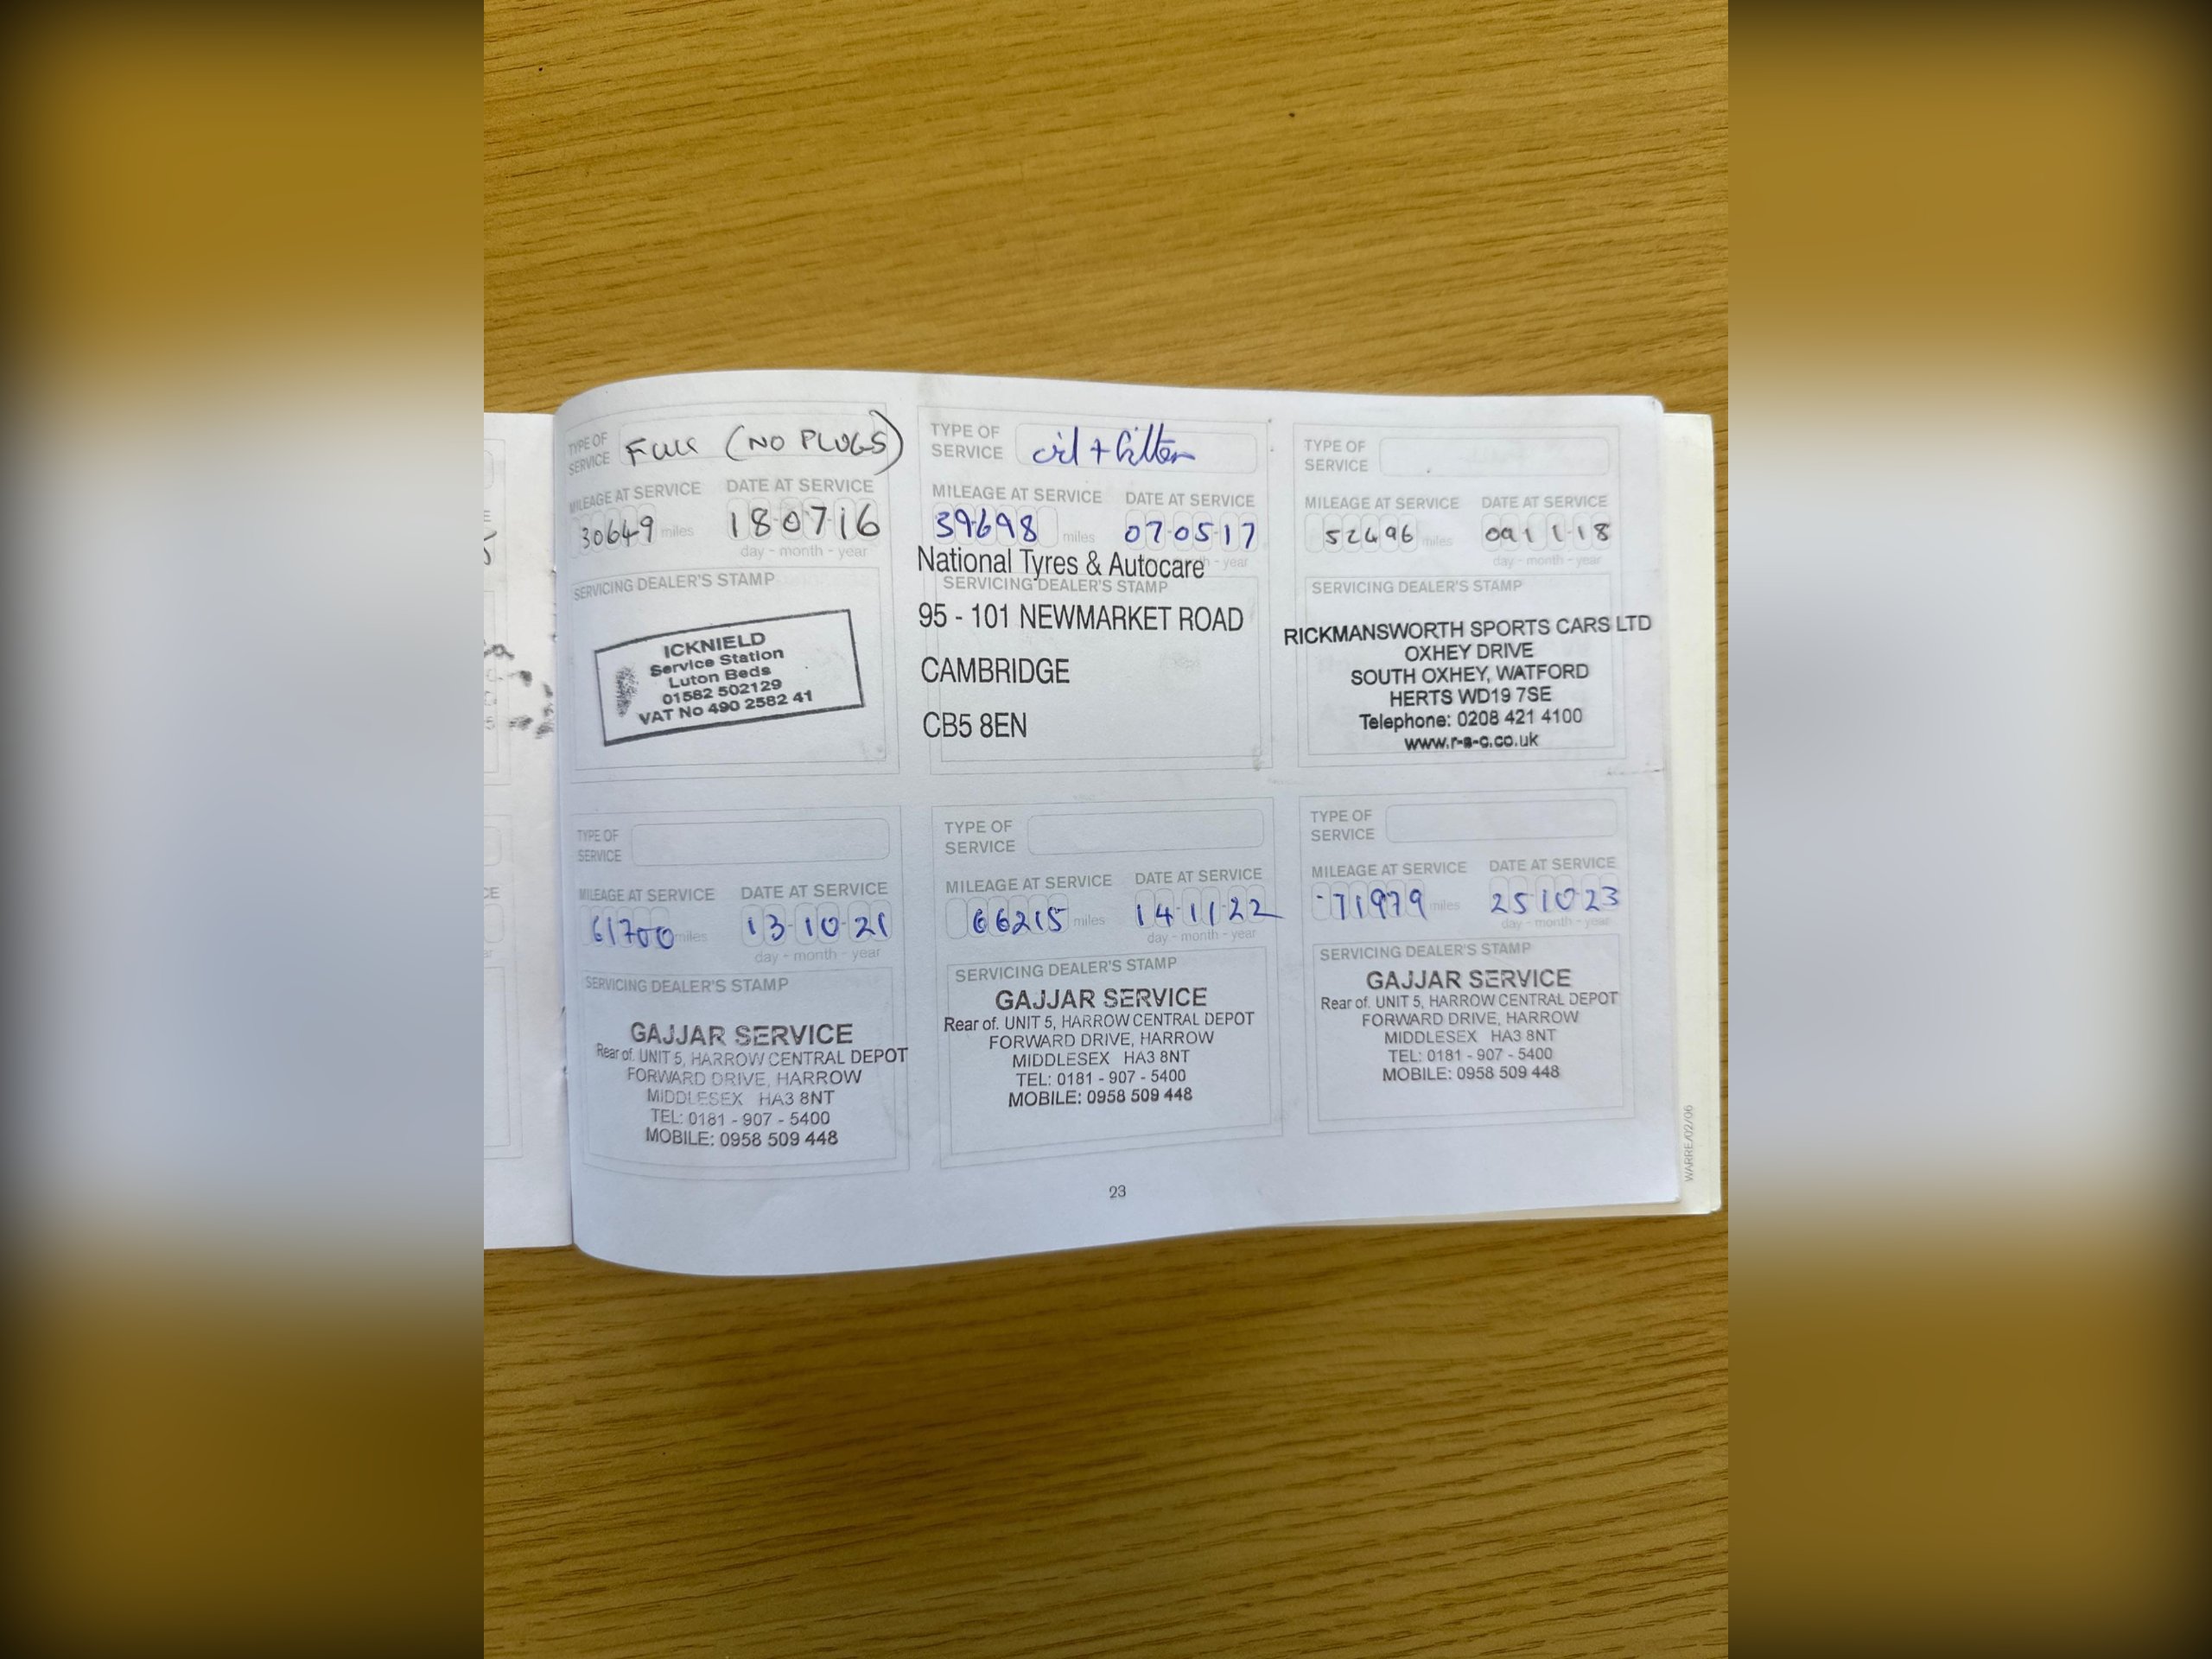 TYPE OF
SERVICE
Full (NO PLUGS)
MILEAGE AT SERVICE
DATE AT SERVICE
30649 miles
18 07 16
day - month - year
SERVICING DEALER'S STAMP
ICKNIELD
Service Station
Luton Beds
01582 502129
VAT No 490 2582 41
TYPE OF
SERVICE
oil + filter
MILEAGE AT SERVICE
DATE AT SERVICE
39698 miles
07 05 17
National Tyres & Autocare
- year
SERVICING DEALER'S STAMP
95 - 101 NEWMARKET ROAD
CAMBRIDGE
CB5 8EN
TYPE OF
SERVICE
MILEAGE AT SERVICE
DATE AT SERVICE
miles
09 11 18
day - month - year
SERVICING DEALER'S STAMP
RICKMANSWORTH SPORTS CARS LTD
OXHEY DRIVE
SOUTH OXHEY, WATFORD
HERTS WD19 7SE
Telephone: 0208 421 4100
www.r-s-c.co.uk
TYPE OF
SERVICE
MILEAGE AT SERVICE
DATE AT SERVICE
61700 miles
13 10 21
day - month - year
SERVICING DEALER'S STAMP
GAJJAR SERVICE
Rear of. UNIT 5, HARROW CENTRAL DEPOT
FORWARD DRIVE, HARROW
MIDDLESEX HA3 8NT
TEL: 0181 - 907 - 5400
MOBILE: 0958 509 448
TYPE OF
SERVICE
MILEAGE AT SERVICE
DATE AT SERVICE
66215 miles
14 11 22
day - month - year
SERVICING DEALER'S STAMP
GAJJAR SERVICE
Rear of. UNIT 5, HARROW CENTRAL DEPOT
FORWARD DRIVE, HARROW
MIDDLESEX HA3 8NT
TEL: 0181 - 907 - 5400
MOBILE: 0958 509 448
TYPE OF
SERVICE
MILEAGE AT SERVICE
DATE AT SERVICE
71979 miles
25 10 23
day - month - year
SERVICING DEALER'S STAMP
GAJJAR SERVICE
Rear of. UNIT 5, HARROW CENTRAL DEPOT
FORWARD DRIVE, HARROW
MIDDLESEX HA3 8NT
TEL: 0181 - 907 - 5400
MOBILE: 0958 509 448
23
WARRE/02/06